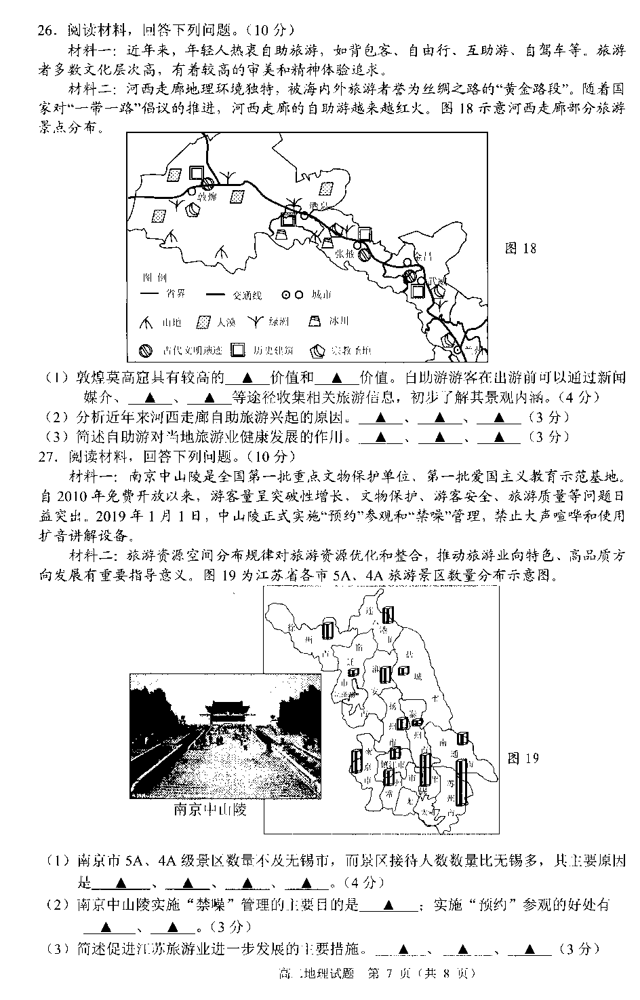 26．阅读材料，回答下列问题。（10 分）
材料一：近年来，年轻人热衷自助旅游，如背包客、自由行、互助游、自驾车等。旅游
者多数文化层次高，有着较高的审美和精神体验追求。
材料二：河西走廊地理环境独特，被海内外旅游者誉为丝绸之路的“黄金路段”。随着国
家对“一带一路”倡议的推进，河西走廊的自助游越来越红火。图 18 示意河西走廊部分旅游
景点分布。
敦煌
酒泉
张掖
金昌
武威
兰州
图 18
图 例
省界 交通线 城市
山地 大漠 绿洲 冰川
古代文明遗迹 历史建筑 宗教圣地
（1）敦煌莫高窟具有较高的 ▲ 价值和 ▲ 价值。自助游游客在出游前可以通过新闻
媒介、 ▲ 、 ▲ 等途径收集相关旅游信息，初步了解其景观内涵。（4 分）
（2）分析近年来河西走廊自助旅游兴起的原因。 ▲ 、 ▲ 、 ▲ （3 分）
（3）简述自助游对当地旅游业健康发展的作用。 ▲ 、 ▲ 、 ▲ （3 分）
27．阅读材料，回答下列问题。（10 分）
材料一：南京中山陵是全国第一批重点文物保护单位、第一批爱国主义教育示范基地。
自 2010 年免费开放以来，游客量呈突破性增长，文物保护、游客安全、旅游质量等问题日
益突出。2019 年 1 月 1 日，中山陵正式实施“预约”参观和“禁噪”管理，禁止大声喧哗和使用
扩音讲解设备。
材料二：旅游资源空间分布规律对旅游资源优化和整合，推动旅游业向特色、高品质方
向发展有重要指导意义。图 19 为江苏省各市 5A、4A 旅游景区数量分布示意图。
徐州市
连云港市
宿迁市
淮安市
盐城市
扬州市
泰州市
南通市
南京市
镇江市
常州市
无锡市
苏州市
太湖
图 19
南京中山陵
（1）南京市 5A、4A 级景区数量不及无锡市，而景区接待人数数量比无锡多，其主要原因
是 ▲ 、 ▲ 、 ▲ 、 ▲ 。（4 分）
（2）南京中山陵实施“禁噪”管理的主要目的是 ▲ ；实施“预约”参观的好处有
▲ 、 ▲ 。（3 分）
（3）简述促进江苏旅游业进一步发展的主要措施。 ▲ 、 ▲ 、 ▲ （3 分）
高二地理试题 第 7 页（共 8 页）